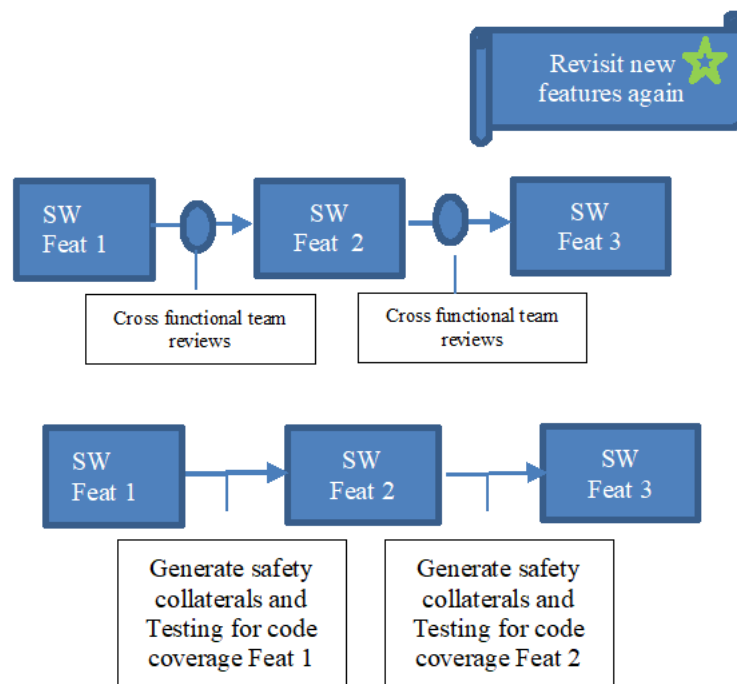 Revisit new
features again
SW
Feat 1
SW
Feat 2
SW
Feat 3
Cross functional team
reviews
Cross functional team
reviews
SW
Feat 1
SW
Feat 2
SW
Feat 3
Generate safety
collaterals and
Testing for code
coverage Feat 1
Generate safety
collaterals and
Testing for code
coverage Feat 2